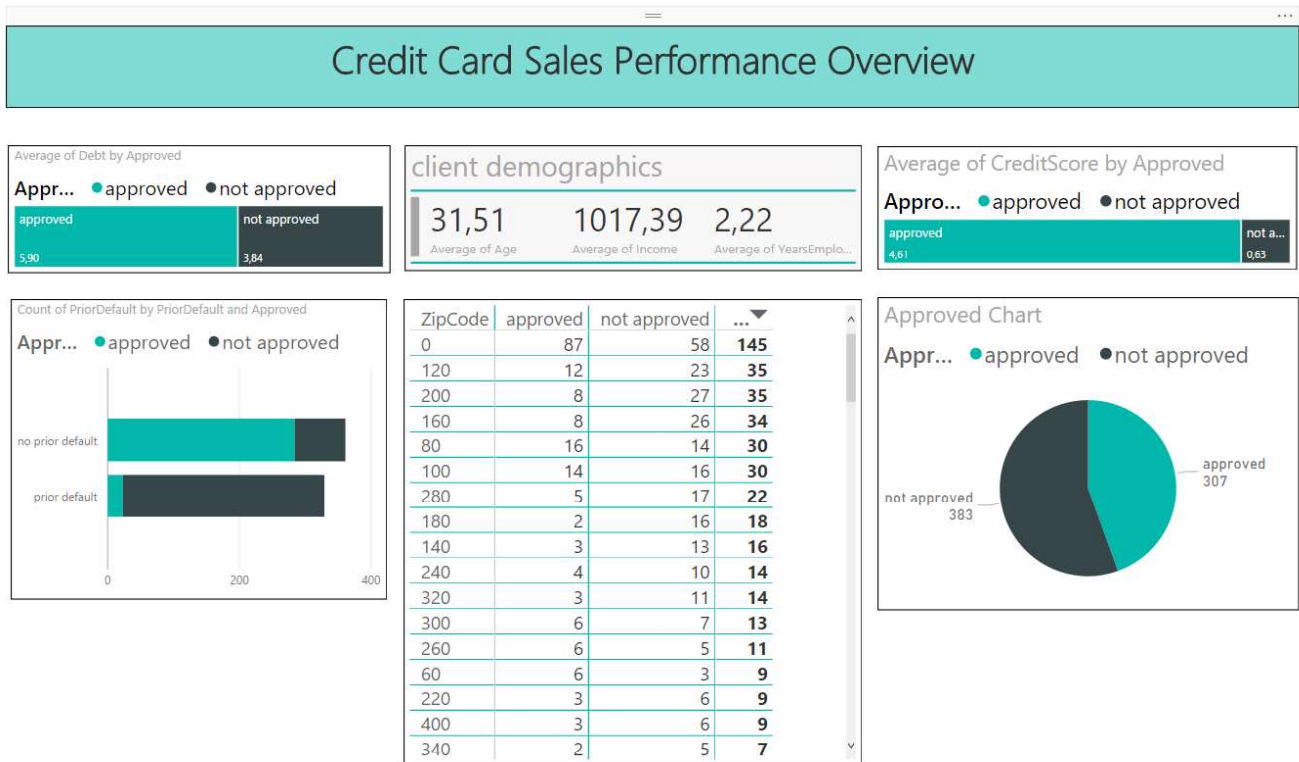 Credit Card Sales Performance Overview
Average of Debt by Approved
Appr... approved not approved
approved not approved
5,90 3,84
client demographics
31,51 1017,39 2,22
Average of Age Average of Income Average of YearsEmplo...
Average of CreditScore by Approved
Appro... approved not approved
approved not a...
4,61 0,63
Count of PriorDefault by PriorDefault and Approved
Appr... approved not approved
no prior default
prior default
0 200 400
ZipCode approved not approved ...
0 87 58 145
120 12 23 35
200 8 27 35
160 8 26 34
80 16 14 30
100 14 16 30
280 5 17 22
180 2 16 18
140 3 13 16
240 4 10 14
320 3 11 14
300 6 7 13
260 6 5 11
60 6 3 9
220 3 6 9
400 3 6 9
340 2 5 7
Approved Chart
Appr... approved not approved
approved
307
not approved
383